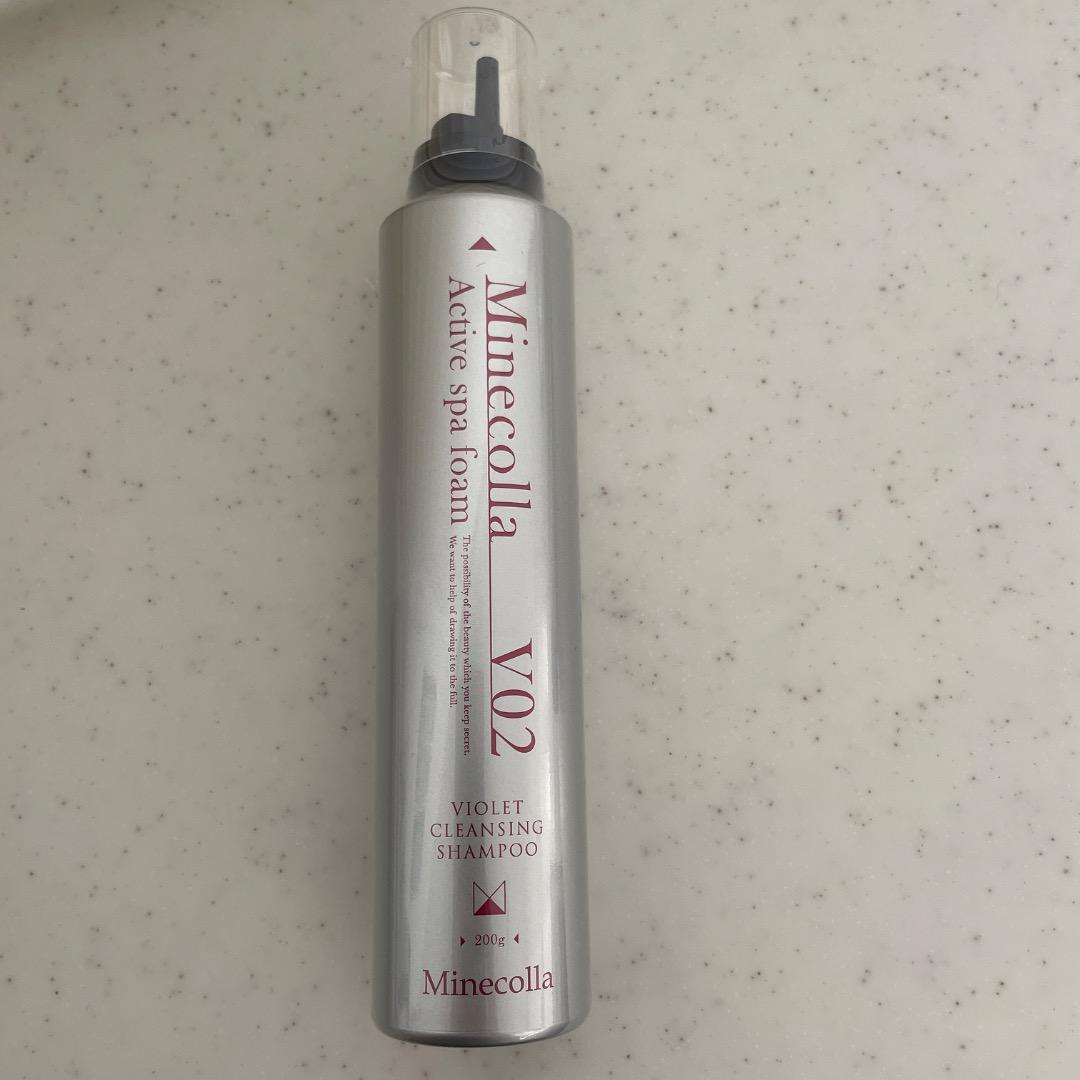 Minecolla V02
Active spa foam
The possibility of the beauty which you keep secret.
We want to help of drawing it to the full.
VIOLET
CLEANSING
SHAMPOO
200g
Minecolla